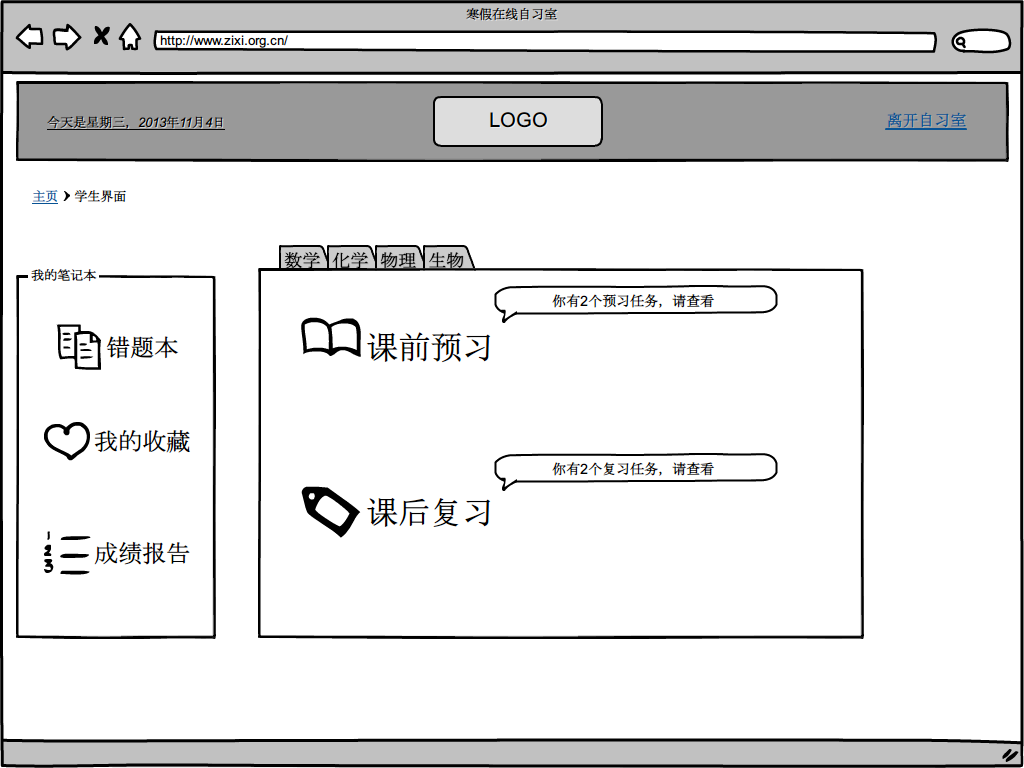 寒假在线自习室
http://www.zixi.org.cn/
今天是星期三，2013年11月4日
LOGO
离开自习室
主页 学生界面
数学 化学 物理 生物
我的笔记本
错题本
我的收藏
1
2
3
成绩报告
你有2个预习任务，请查看
课前预习
你有2个复习任务，请查看
课后复习